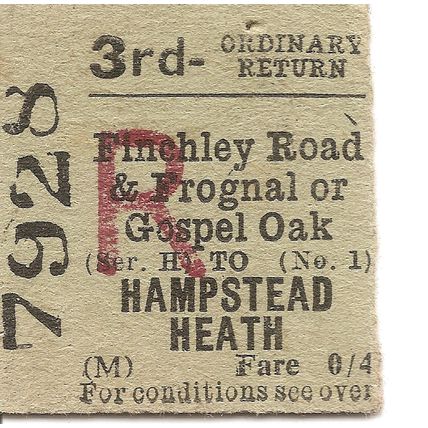 3rd- ORDINARY
RETURN
Finchley Road
& Frognal or
Gospel Oak
(Ser. H) TO (No. 1)
HAMPSTEAD
HEATH
(M) Fare 0/4
For conditions see over
7928
R